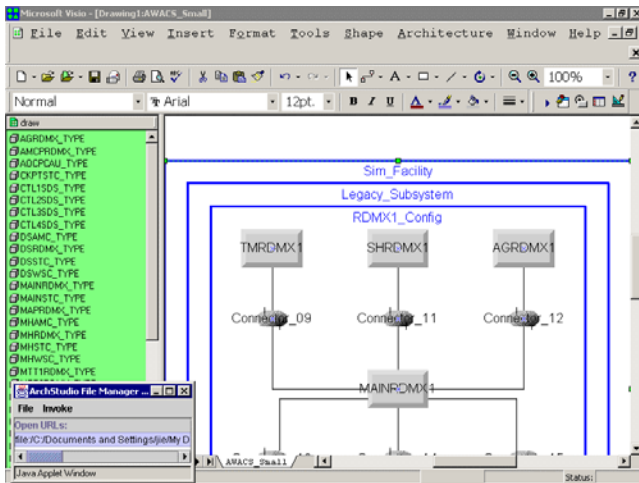 Microsoft Visio - [Drawing1:AWACS_Small]
File Edit View Insert Format Tools Shape Architecture Window Help
100%
Normal Arial 12pt. B I U A
draw
AGRDMX_TYPE
AMCPRDMX_TYPE
AOCPCAU_TYPE
CKPTSTC_TYPE
CTL1SDS_TYPE
CTL2SDS_TYPE
CTL3SDS_TYPE
CTL4SDS_TYPE
DSAMC_TYPE
DSRDMX_TYPE
DSSTC_TYPE
DSWSC_TYPE
MAINRDMX_TYPE
MAINSTC_TYPE
MAPRDMX_TYPE
MHAMC_TYPE
MHRDMX_TYPE
MHSTC_TYPE
MHWSC_TYPE
MTT1RDMX_TYPE
Sim_Facility
Legacy_Subsystem
RDMX1_Config
TMRDMX1 SHRDMX1 AGRDMX1
Connector_09 Connector_11 Connector_12
MAINRDMX1
ArchStudio File Manager ...
File Invoke
Open URLs:
file:/C:/Documents and Settings/jie/My D
Java Applet Window
AWACS_Small
Status: